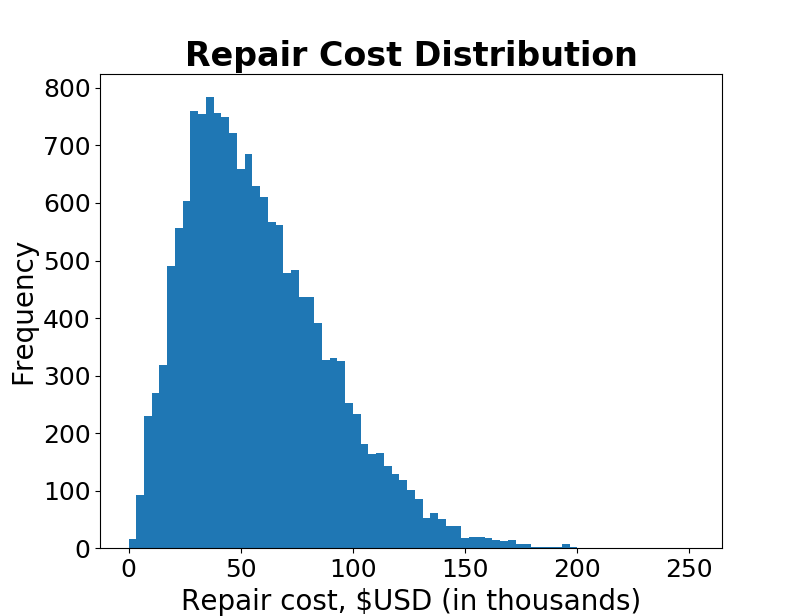 Repair Cost Distribution
800
700
600
500
400
300
200
100
0
Frequency
0 50 100 150 200 250
Repair cost, $USD (in thousands)